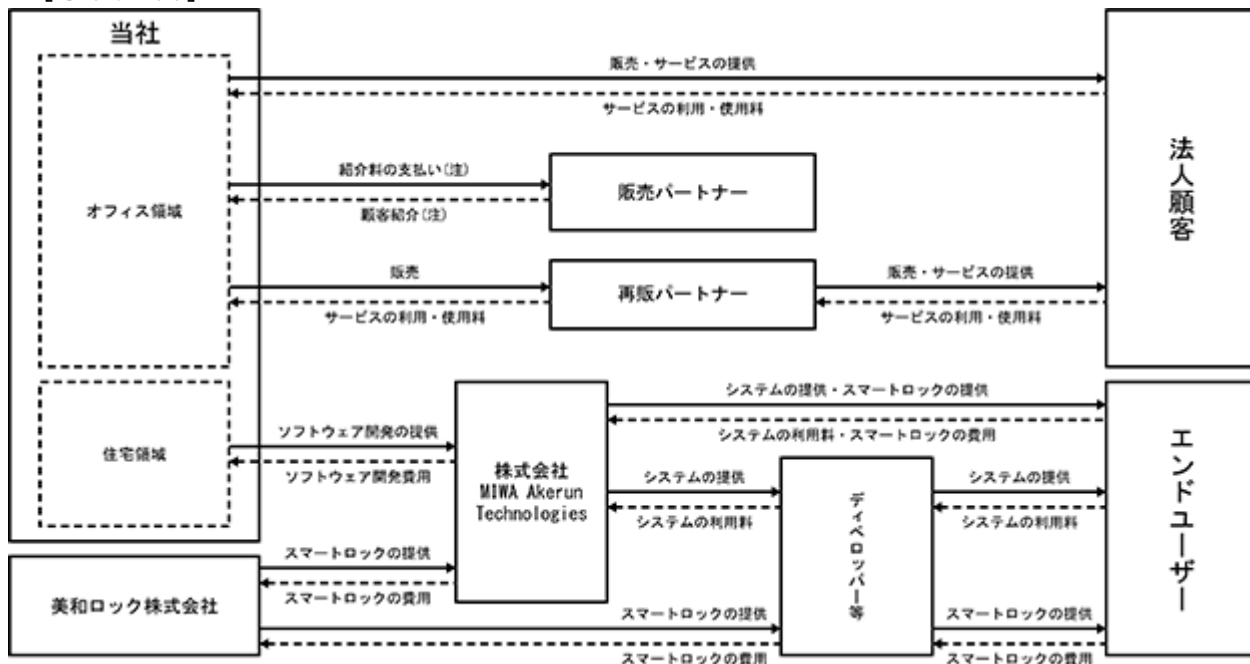 当社
オフィス領域
販売・サービスの提供
サービスの利用・使用料
紹介料の支払い(注)
顧客紹介(注)
販売パートナー
販売
サービスの利用・使用料
再販パートナー
販売・サービスの提供
サービスの利用・使用料
法人顧客
住宅領域
ソフトウェア開発の提供
ソフトウェア開発費用
株式会社
MIWA Akerun
Technologies
システムの提供・スマートロックの提供
システムの利用料・スマートロックの費用
システムの提供
システムの利用料
ディベロッパー等
システムの提供
システムの利用料
エンドユーザー
美和ロック株式会社
スマートロックの提供
スマートロックの費用
スマートロックの提供
スマートロックの費用
スマートロックの提供
スマートロックの費用